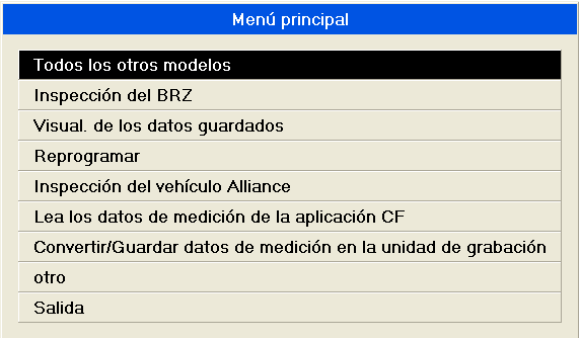 Menú principal
Todos los otros modelos
Inspección del BRZ
Visual. de los datos guardados
Reprogramar
Inspección del vehículo Alliance
Lea los datos de medición de la aplicación CF
Convertir/Guardar datos de medición en la unidad de grabación
otro
Salida